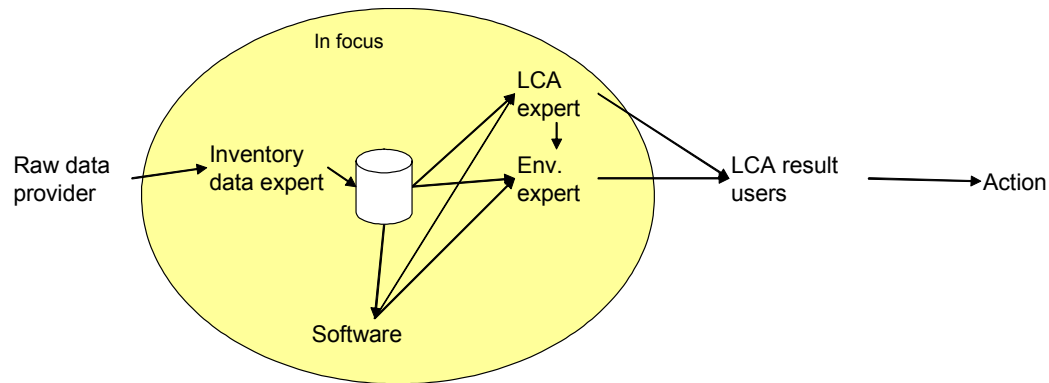 In focus
LCA
expert
Raw data
provider
Inventory
data expert
Env.
expert
LCA result
users
Action
Software